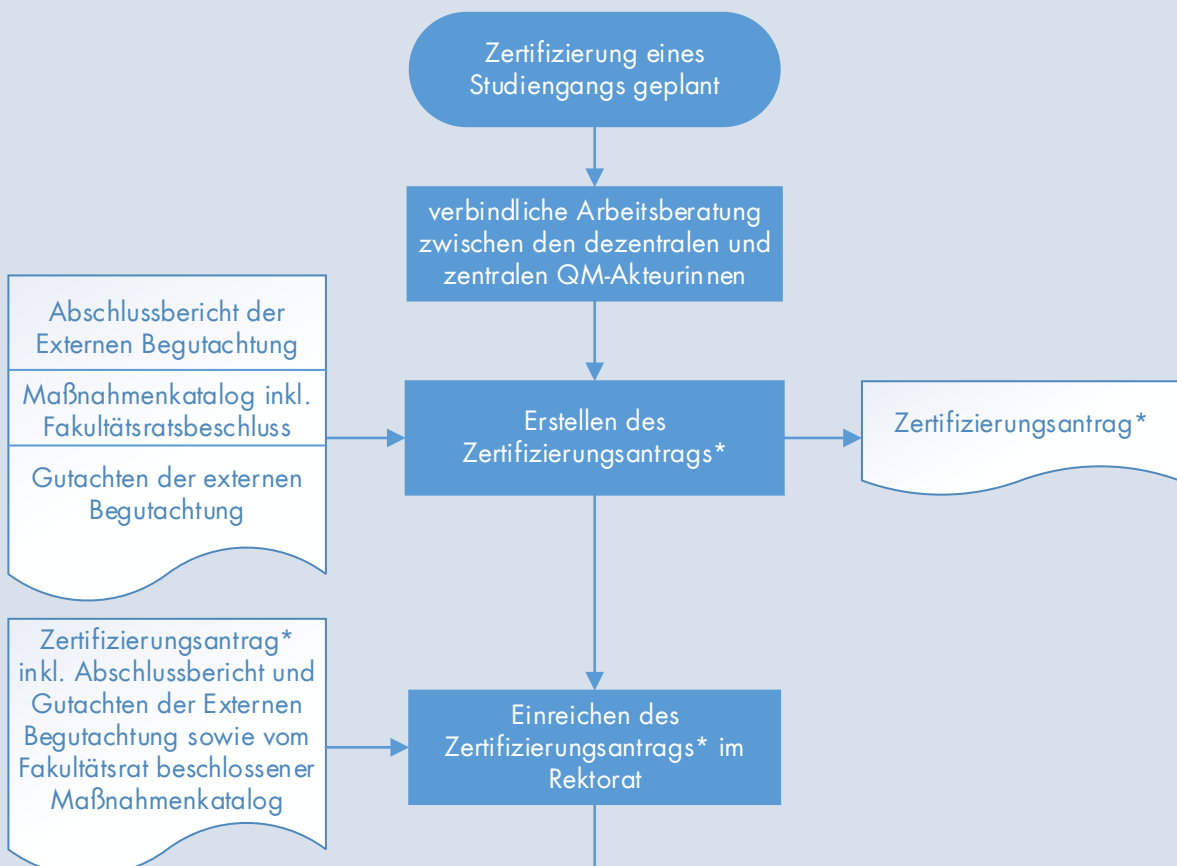 Zertifizierung eines
Studiengangs geplant
verbindliche Arbeitsberatung
zwischen den dezentralen und
zentralen QM-Akteurinnen
Abschlussbericht der
Externen Begutachtung
Maßnahmenkatalog inkl.
Fakultätsratsbeschluss
Gutachten der externen
Begutachtung
Erstellen des
Zertifizierungsantrags*
Zertifizierungsantrag*
Zertifizierungsantrag*
inkl. Abschlussbericht und
Gutachten der Externen
Begutachtung sowie vom
Fakultätsrat beschlossener
Maßnahmenkatalog
Einreichen des
Zertifizierungsantrags* im
Rektorat